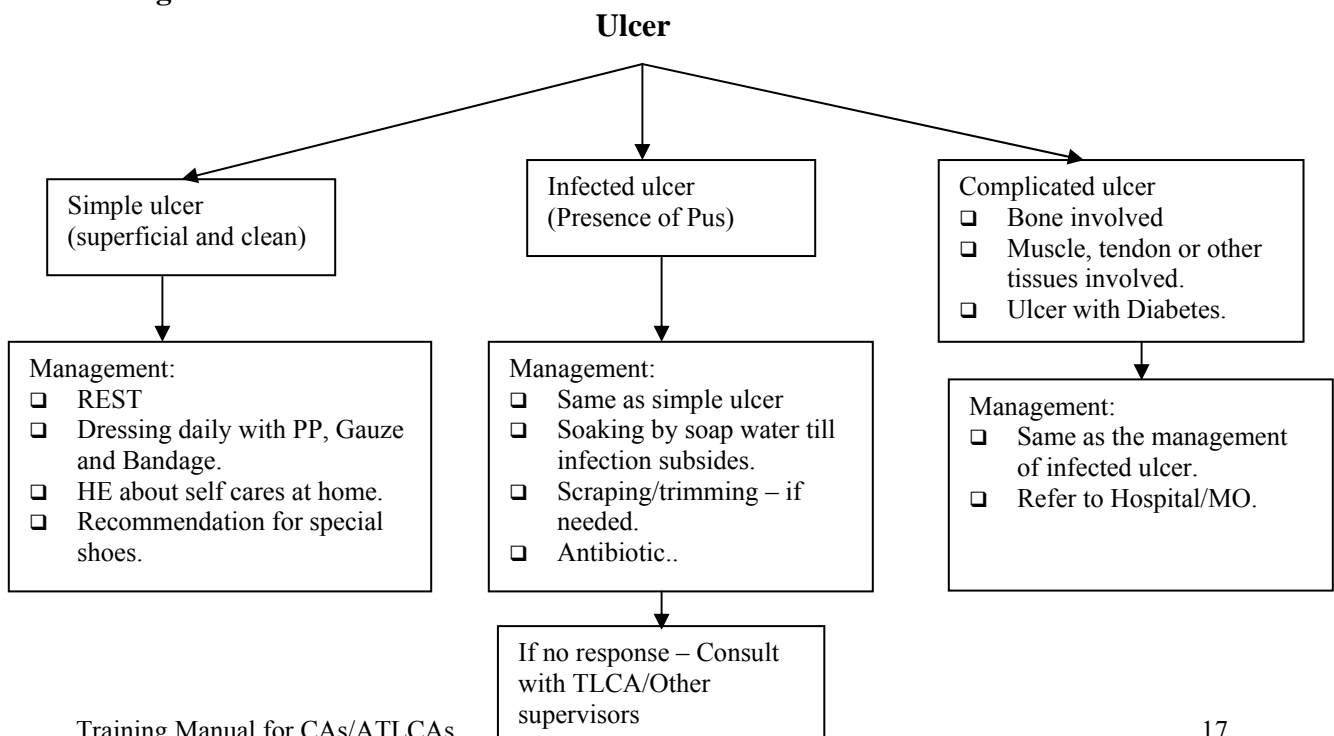 Ulcer
Simple ulcer
(superficial and clean)
Infected ulcer
(Presence of Pus)
Complicated ulcer
❑ Bone involved
❑ Muscle, tendon or other
tissues involved.
❑ Ulcer with Diabetes.
Management:
❑ REST
❑ Dressing daily with PP, Gauze
and Bandage.
❑ HE about self cares at home.
❑ Recommendation for special
shoes.
Management:
❑ Same as simple ulcer
❑ Soaking by soap water till
infection subsides.
❑ Scraping/trimming – if
needed.
❑ Antibiotic..
Management:
❑ Same as the management
of infected ulcer.
❑ Refer to Hospital/MO.
If no response – Consult
with TLCA/Other
supervisors
Training Manual for CAs/ATLCAs
17